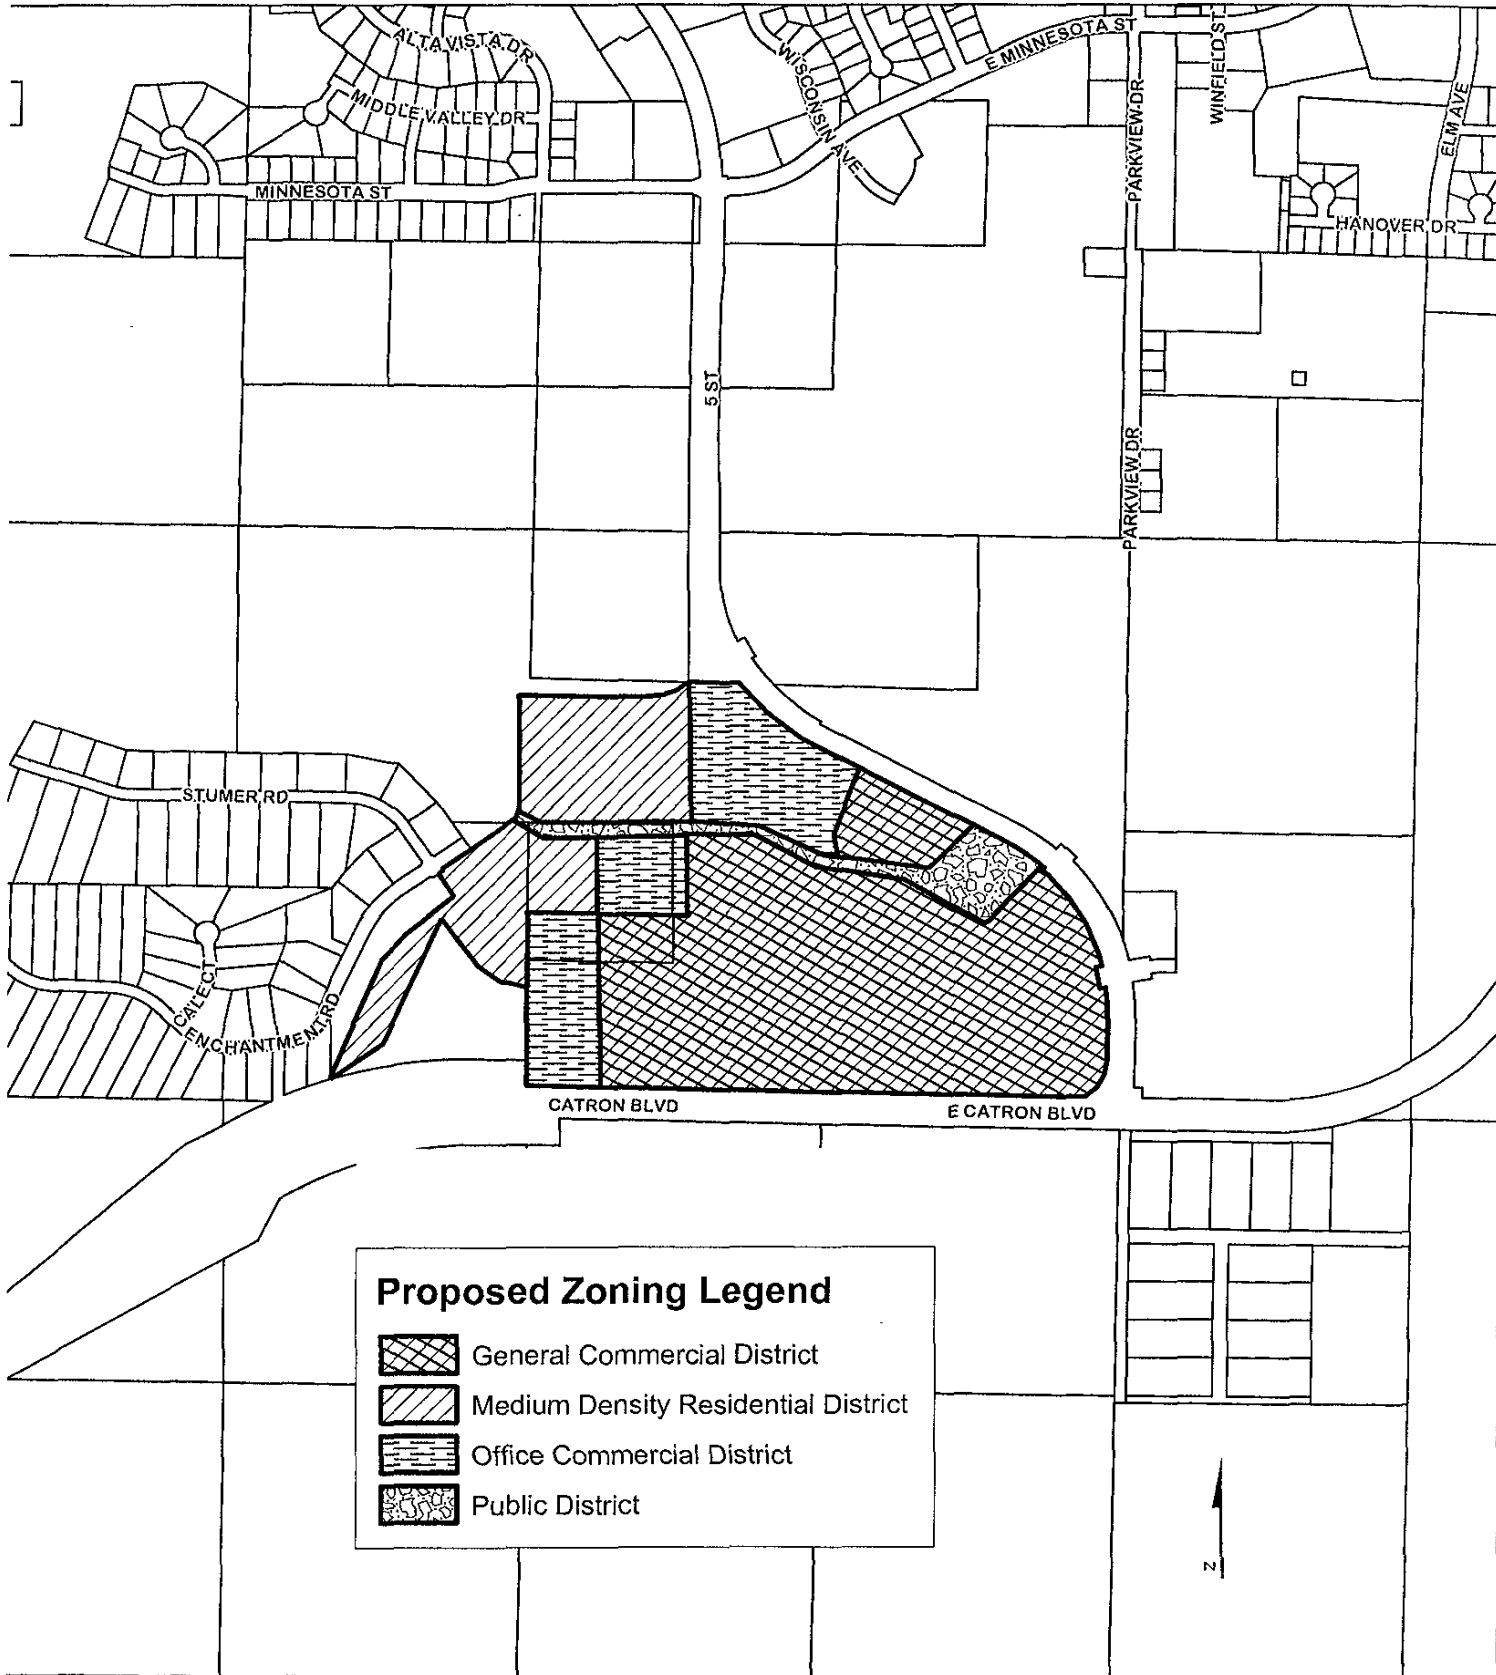 ALTA VISTA DR
WISCONSIN AVE
E MINNESOTA ST
WINFIELD ST
MIDDLE VALLEY DR
PARKVIEW DR
ELM AVE
MINNESOTA ST
HANOVER DR
5 ST
PARKVIEW DR
STUMER RD
CALE CT
ENCHANTMENT RD
CATRON BLVD
E CATRON BLVD
Proposed Zoning Legend
General Commercial District
Medium Density Residential District
Office Commercial District
Public District
N